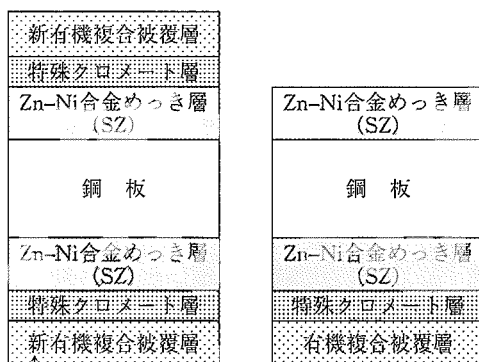 新有機複合被覆層
特殊クロメート層
Zn–Ni合金めっき層
(SZ)
鋼 板
Zn–Ni合金めっき層
(SZ)
特殊クロメート層
新有機複合被覆層
Zn–Ni合金めっき層
(SZ)
鋼 板
Zn–Ni合金めっき層
(SZ)
特殊クロメート層
有機複合被覆層